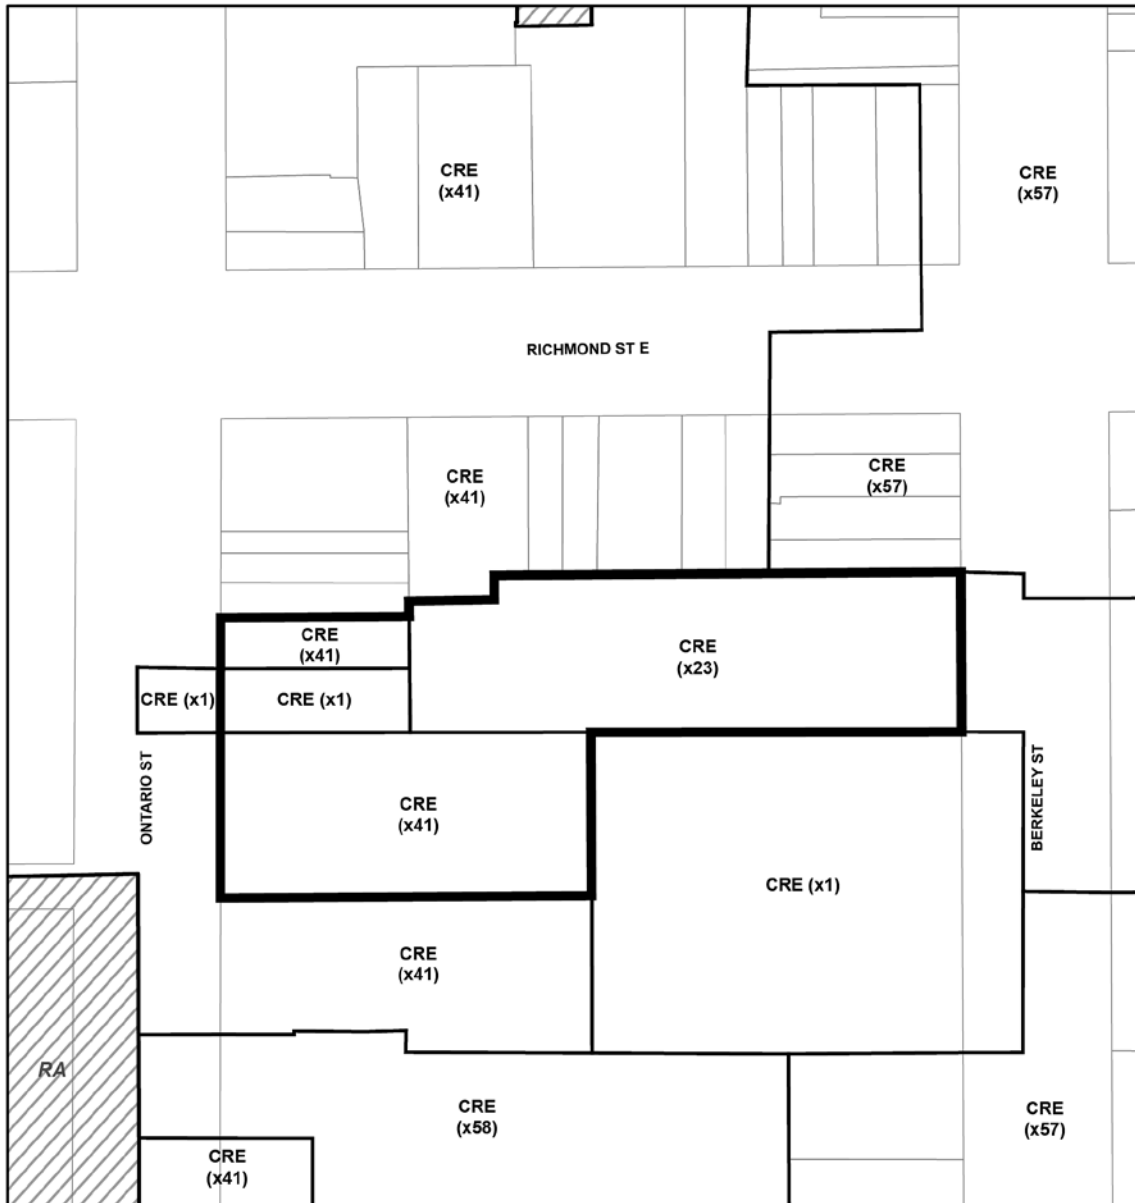 CRE
(x41)
CRE
(x57)
RICHMOND ST E
CRE
(x41)
CRE
(x57)
CRE
(x41)
CRE
(x23)
CRE (x1)
CRE (x1)
ONTARIO ST
CRE
(x41)
BERKELEY ST
CRE (x1)
CRE
(x41)
RA
CRE
(x58)
CRE
(x57)
CRE
(x41)